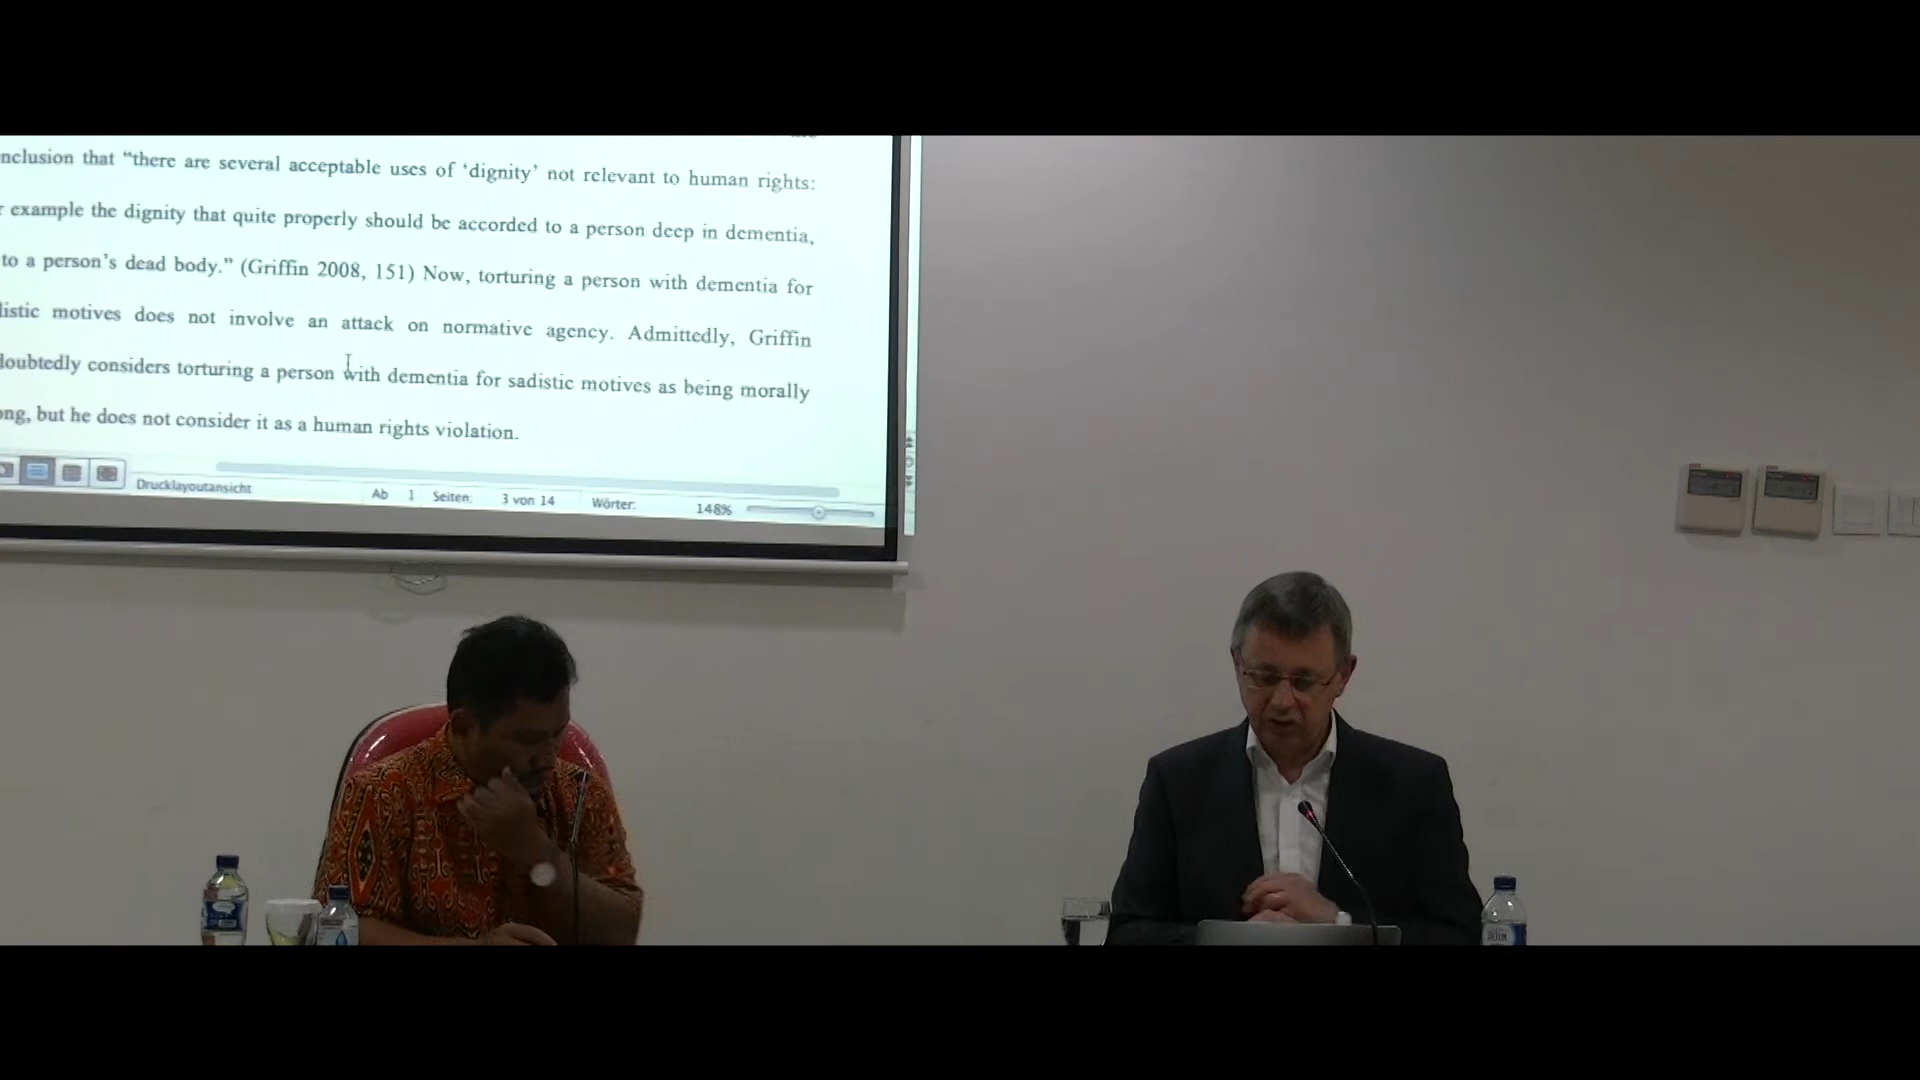 nclusion that “there are several acceptable uses of ‘dignity’ not relevant to human rights:
r example the dignity that quite properly should be accorded to a person deep in dementia,
to a person’s dead body.” (Griffin 2008, 151) Now, torturing a person with dementia for
listic motives does not involve an attack on normative agency. Admittedly, Griffin
doubtedly considers torturing a person with dementia for sadistic motives as being morally
ong, but he does not consider it as a human rights violation.
Drucklayoutansicht Ab 1 Seiten: 3 von 14 Wörter: 148%